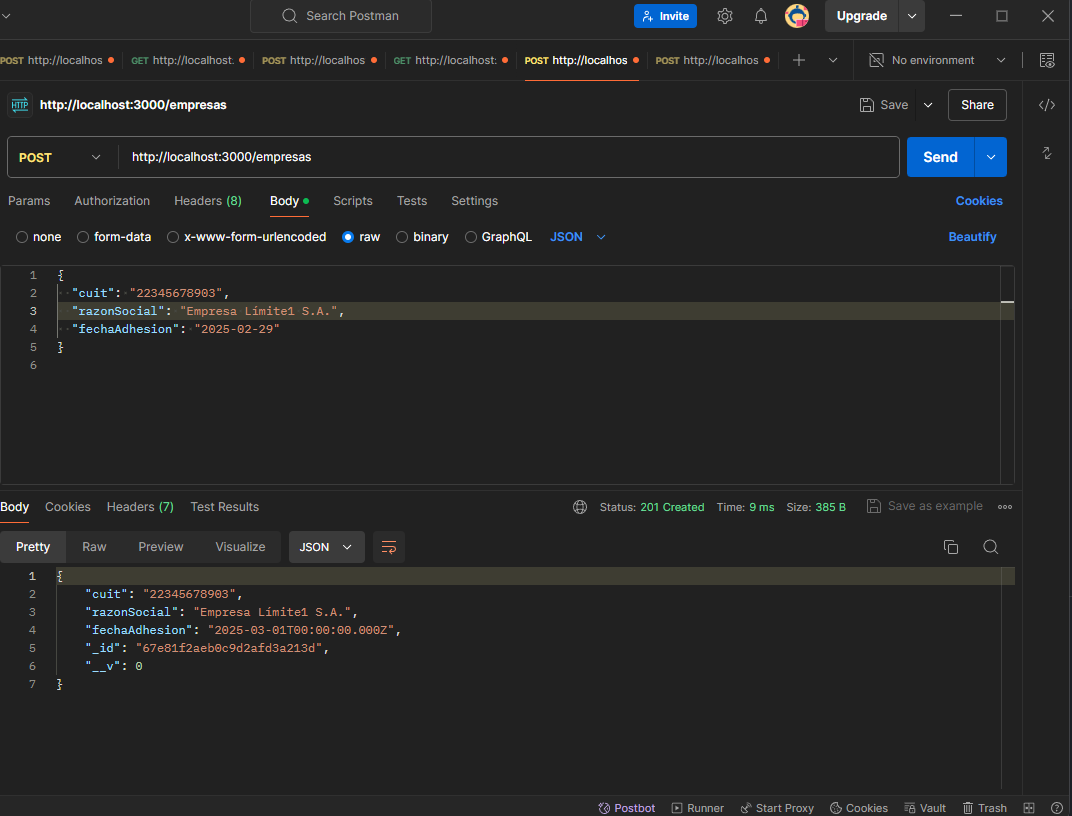 Search Postman
Invite
Upgrade
POST http://localhos
GET http://localhost:
POST http://localhos
GET http://localhost:
POST http://localhos
POST http://localhos
No environment
HTTP http://localhost:3000/empresas
Save
Share
POST
http://localhost:3000/empresas
Send
Params Authorization Headers (8) Body Scripts Tests Settings
Cookies
none form-data x-www-form-urlencoded raw binary GraphQL JSON
Beautify
1 {
2 "cuit": "22345678903",
3 "razonSocial": "Empresa Límite1 S.A.",
4 "fechaAdhesion": "2025-02-29"
5 }
6
Body Cookies Headers (7) Test Results
Status: 201 Created Time: 9 ms Size: 385 B
Save as example
Pretty Raw Preview Visualize JSON
1 {
2 "cuit": "22345678903",
3 "razonSocial": "Empresa Límite1 S.A.",
4 "fechaAdhesion": "2025-03-01T00:00:00.000Z",
5 "_id": "67e81f2aeb0c9d2afd3a213d",
6 "__v": 0
7 }
Postbot Runner Start Proxy Cookies Vault Trash